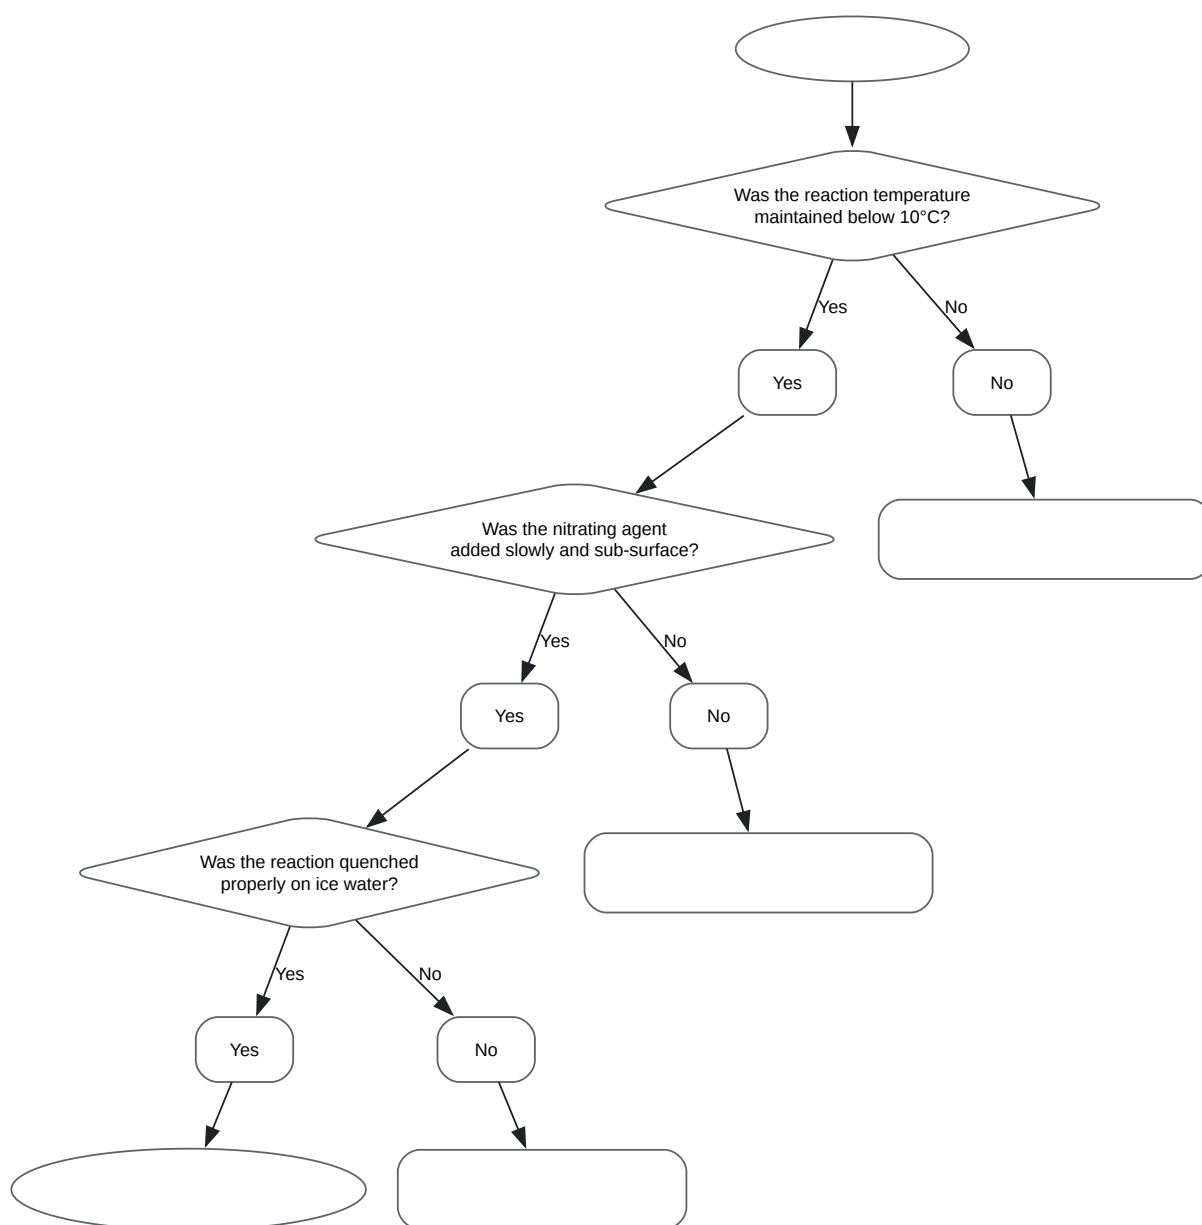 Was the reaction temperature
maintained below 10°C?
Yes
No
Yes
No
Was the nitrating agent
added slowly and sub-surface?
Yes
No
Yes
No
Was the reaction quenched
properly on ice water?
Yes
No
Yes
No